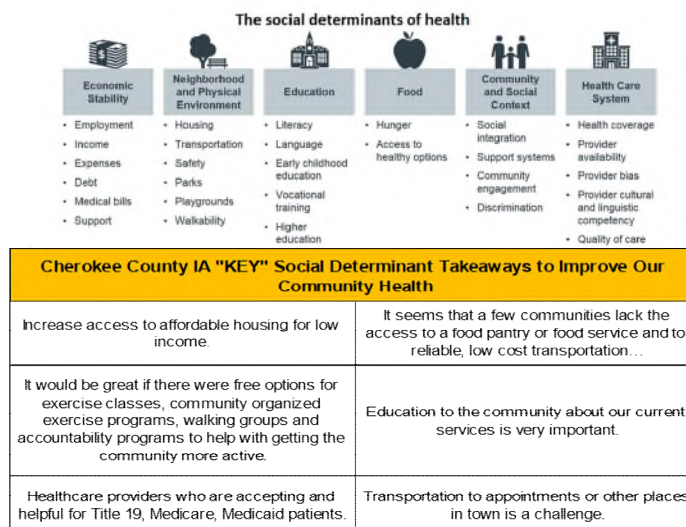 The social determinants of health
Economic
Stability
• Employment
• Income
• Expenses
• Debt
• Medical bills
• Support
Neighborhood
and Physical
Environment
• Housing
• Transportation
• Safety
• Parks
• Playgrounds
• Walkability
Education
• Literacy
• Language
• Early childhood
education
• Vocational
training
• Higher
education
Food
• Hunger
• Access to
healthy options
Community
and Social
Context
• Social
integration
• Support systems
• Community
engagement
• Discrimination
Health Care
System
• Health coverage
• Provider
availability
• Provider bias
• Provider cultural
and linguistic
competency
• Quality of care
Cherokee County IA "KEY" Social Determinant Takeaways to Improve Our
Community Health
Increase access to affordable housing for low
income.
It seems that a few communities lack the
access to a food pantry or food service and to
reliable, low cost transportation…
It would be great if there were free options for
exercise classes, community organized
exercise programs, walking groups and
accountability programs to help with getting the
community more active.
Education to the community about our current
services is very important.
Healthcare providers who are accepting and
helpful for Title 19, Medicare, Medicaid patients.
Transportation to appointments or other places
in town is a challenge.